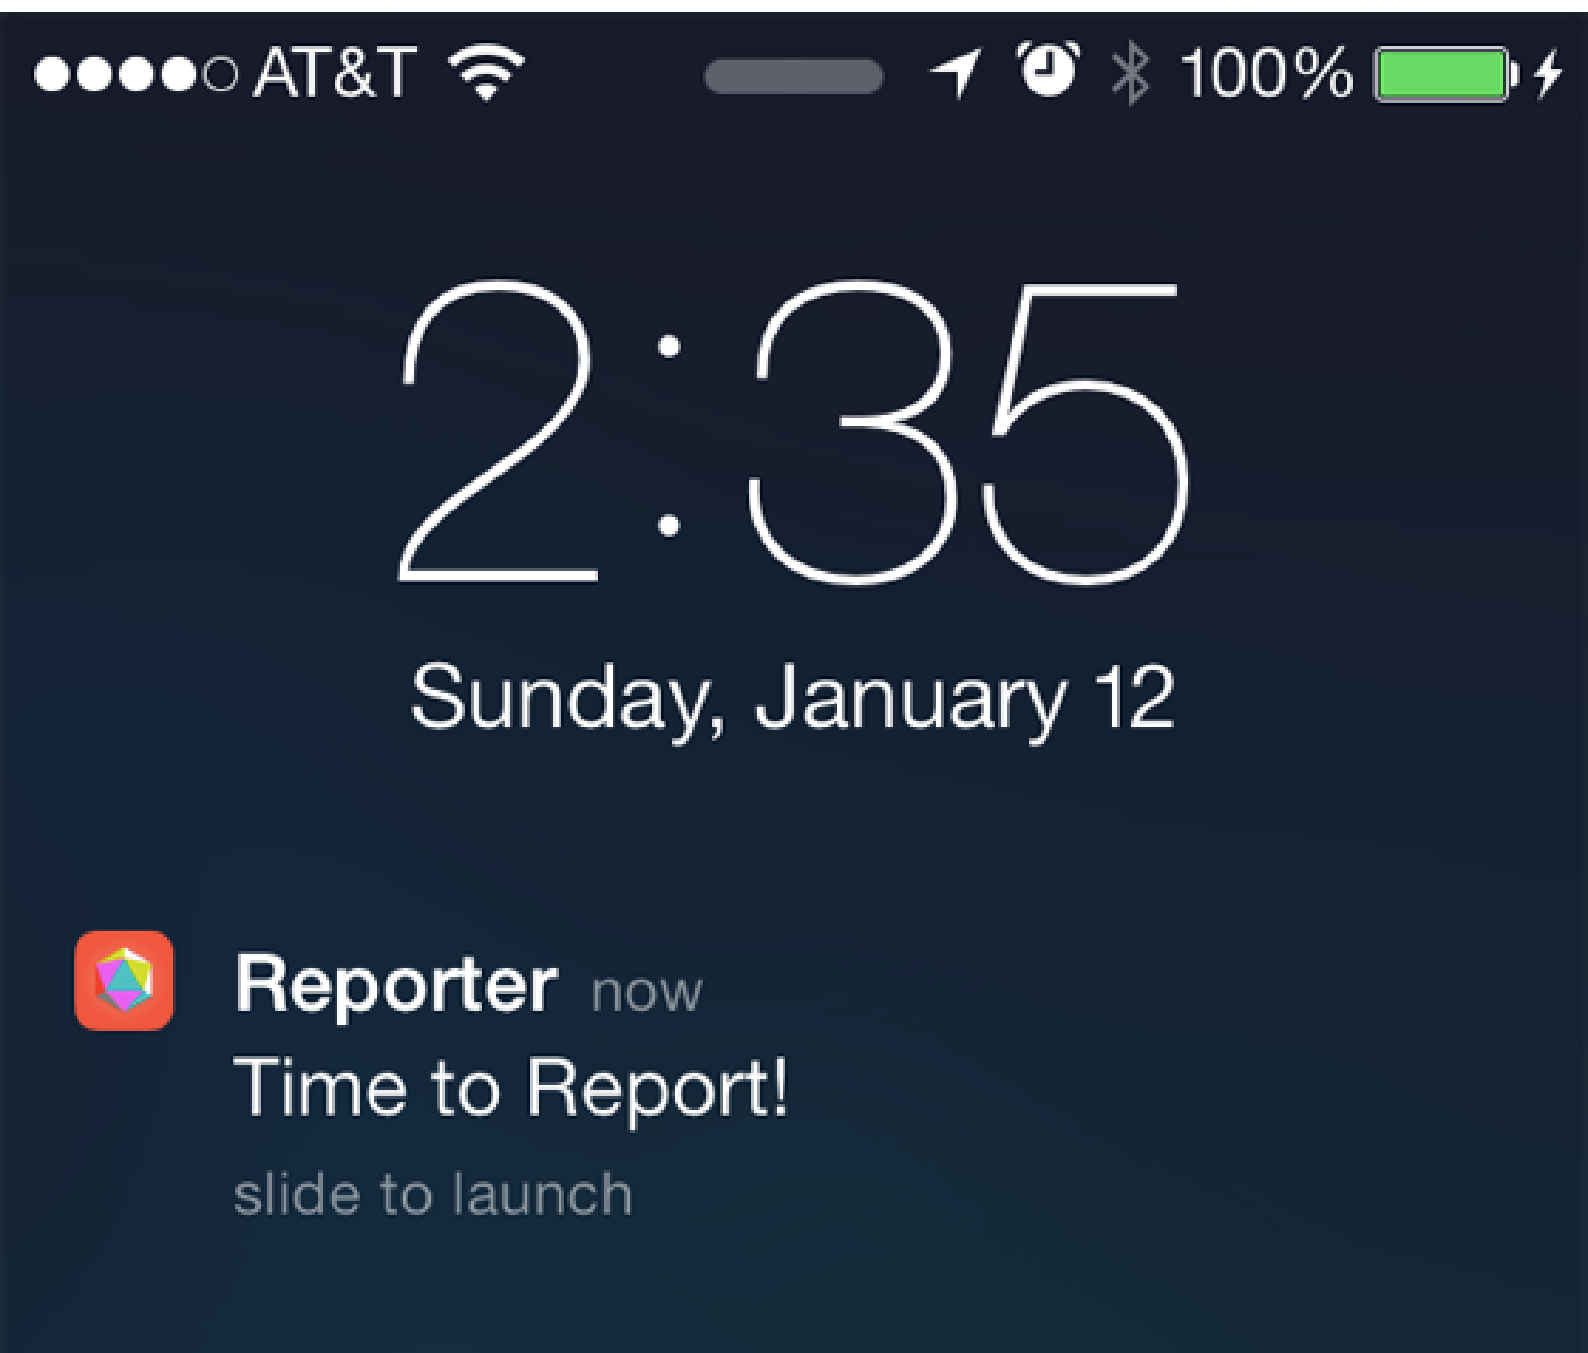 AT&T 100%
2:35
Sunday, January 12
Reporter now
Time to Report!
slide to launch